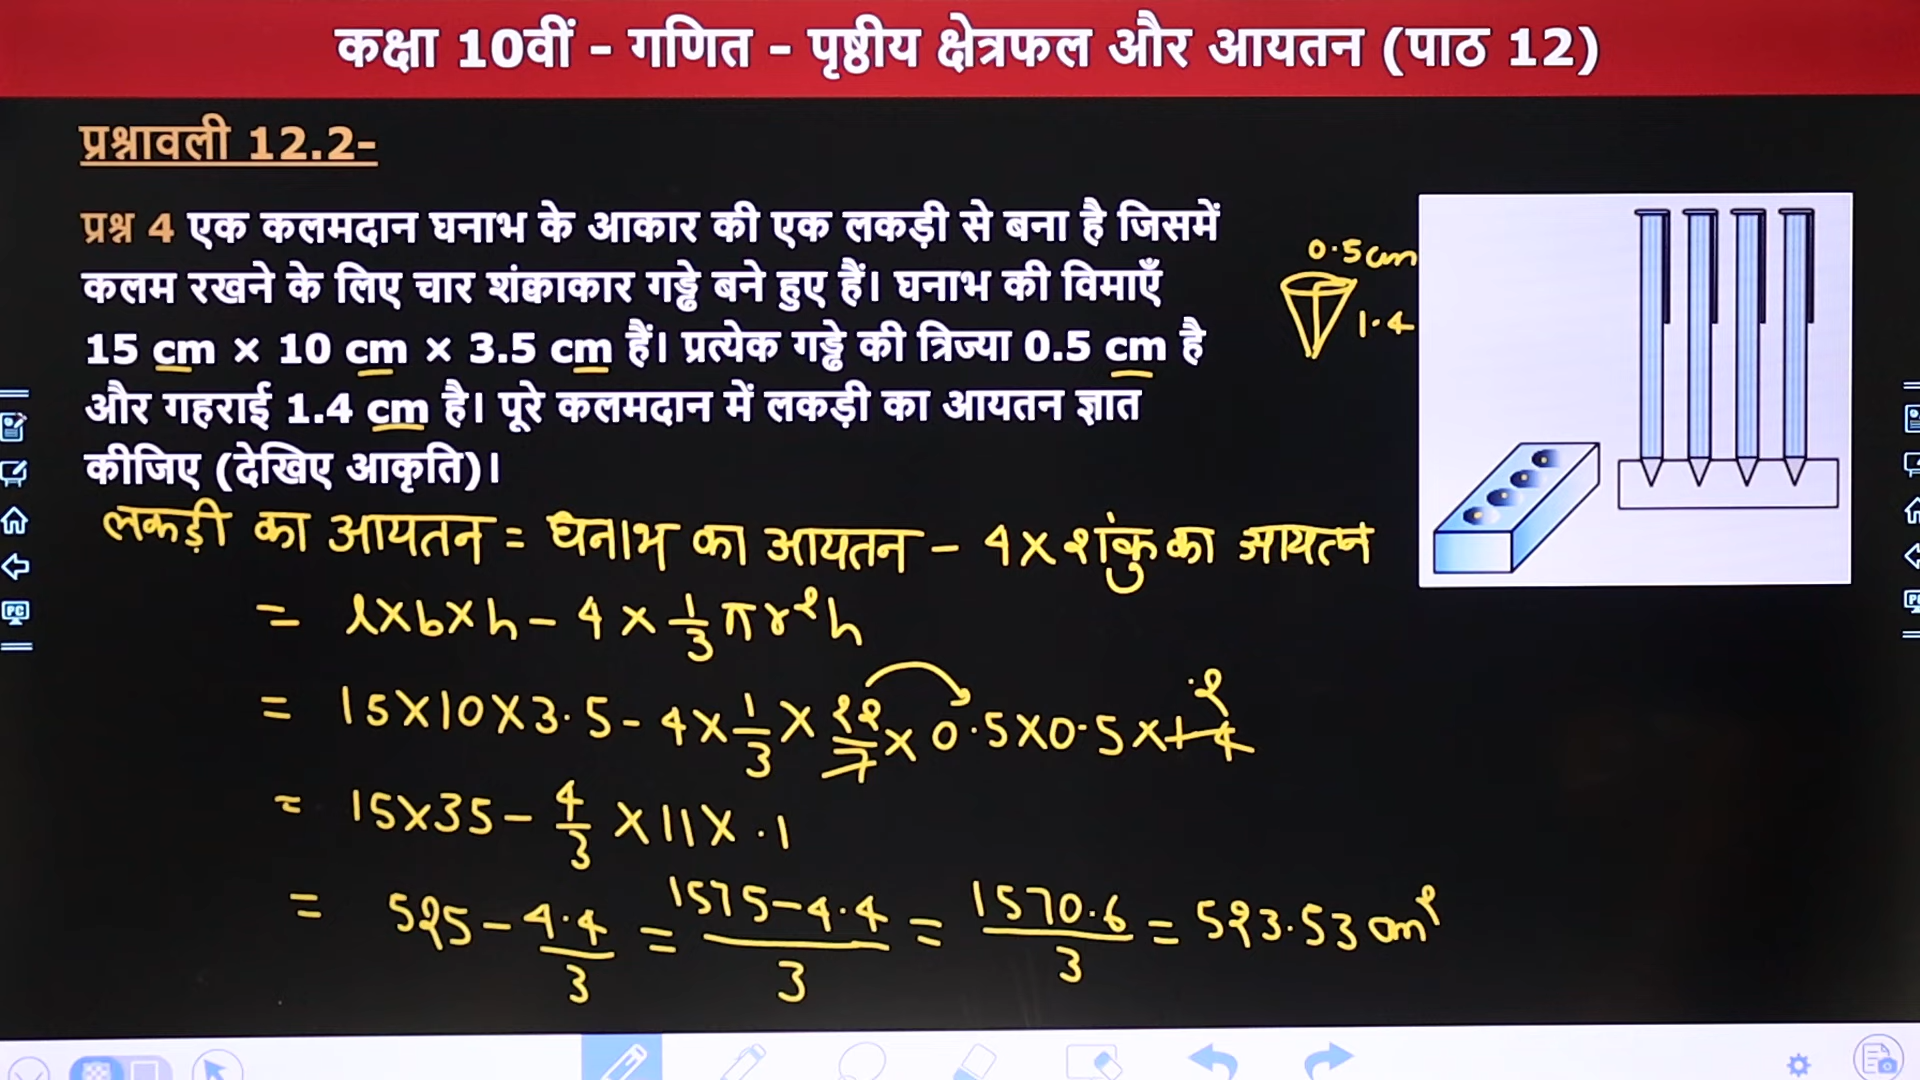 कक्षा 10वीं - गणित - पृष्ठीय क्षेत्रफल और आयतन (पाठ 12)
प्रश्नावली 12.2-
प्रश्न 4 एक कलमदान घनाभ के आकार की एक लकड़ी से बना है जिसमें
कलम रखने के लिए चार शंक्वाकार गड्ढे बने हुए हैं। घनाभ की विमाएँ
15 cm × 10 cm × 3.5 cm हैं। प्रत्येक गड्ढे की त्रिज्या 0.5 cm है
और गहराई 1.4 cm है। पूरे कलमदान में लकड़ी का आयतन ज्ञात
कीजिए (देखिए आकृति)।
0.5cm
1.4
लकड़ी का आयतन = घनाभ का आयतन - 4 × शंकु का आयतन
= l×b×h - 4 × 1/3 πr²h
= 15×10×3.5 - 4 × 1/3 × 22/7 × 0.5×0.5×1.4 .2
= 15×35 - 4/3 ×11× .1
= 525 - 4.4/3 = 1575-4.4/3 = 1570.6/3 = 523.53 cm²
PC